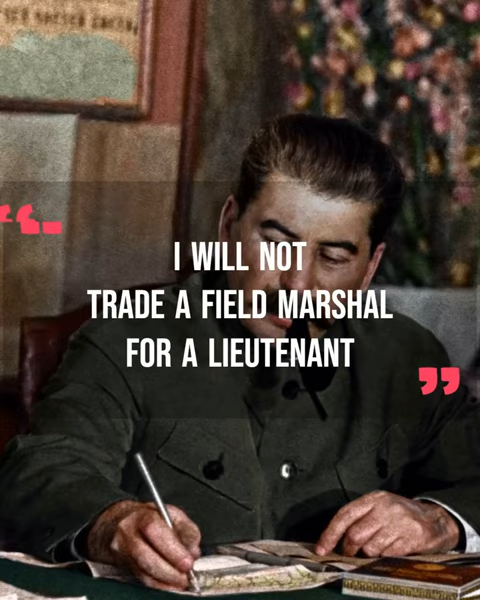 “
I WILL NOT
TRADE A FIELD MARSHAL
FOR A LIEUTENANT
”